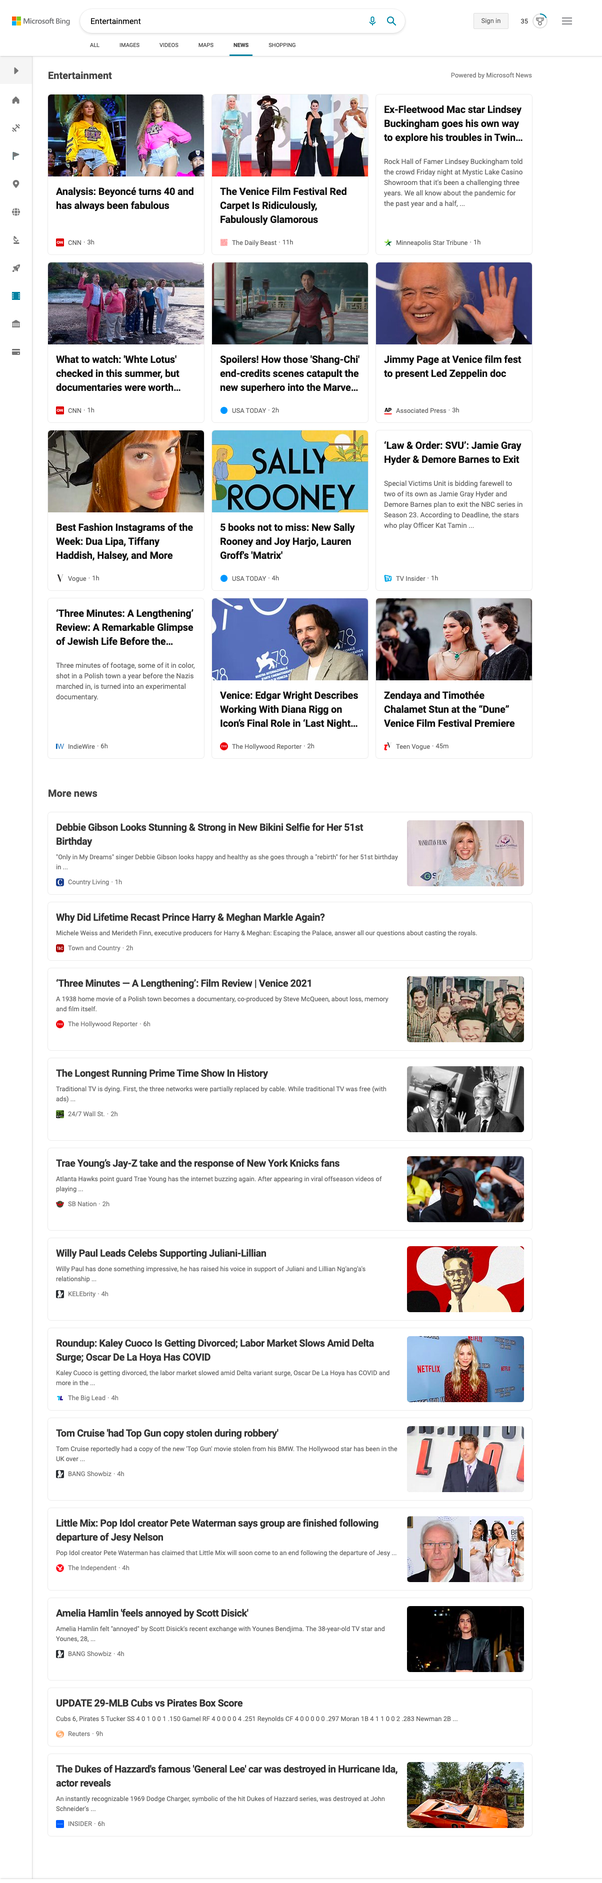 Microsoft Bing
Entertainment
Sign in
35
ALL
IMAGES
VIDEOS
MAPS
NEWS
SHOPPING
Entertainment
Powered by Microsoft News
Analysis: Beyoncé turns 40 and
has always been fabulous
CNN · 3h
The Venice Film Festival Red
Carpet Is Ridiculously,
Fabulously Glamorous
The Daily Beast · 11h
Ex-Fleetwood Mac star Lindsey
Buckingham goes his own way
to explore his troubles in Twin...
Rock Hall of Famer Lindsey Buckingham told
the crowd Friday night at Mystic Lake Casino
Showroom that it's been a challenging three
years. We all know about the pandemic for
the past year and a half, ...
Minneapolis Star Tribune · 1h
What to watch: 'Whte Lotus'
checked in this summer, but
documentaries were worth...
CNN · 1h
Spoilers! How those 'Shang-Chi'
end-credits scenes catapult the
new superhero into the Marve...
USA TODAY · 2h
Jimmy Page at Venice film fest
to present Led Zeppelin doc
AP
Associated Press · 3h
Best Fashion Instagrams of the
Week: Dua Lipa, Tiffany
Haddish, Halsey, and More
Vogue · 1h
SALLY
ROONEY
5 books not to miss: New Sally
Rooney and Joy Harjo, Lauren
Groff's 'Matrix'
USA TODAY · 4h
'Law & Order: SVU': Jamie Gray
Hyder & Demore Barnes to Exit
Special Victims Unit is bidding farewell to
two of its own as Jamie Gray Hyder and
Demore Barnes plan to exit the NBC series in
Season 23. According to Deadline, the stars
who play Officer Kat Tamin ...
TV Insider · 1h
'Three Minutes: A Lengthening'
Review: A Remarkable Glimpse
of Jewish Life Before the...
Three minutes of footage, some of it in color,
shot in a Polish town a year before the Nazis
marched in, is turned into an experimental
documentary.
IW
IndieWire · 6h
78
Venice: Edgar Wright Describes
Working With Diana Rigg on
Icon's Final Role in 'Last Night...
The Hollywood Reporter · 2h
Zendaya and Timothée
Chalamet Stun at the "Dune"
Venice Film Festival Premiere
Teen Vogue · 45m
More news
Debbie Gibson Looks Stunning & Strong in New Bikini Selfie for Her 51st
Birthday
"Only in My Dreams" singer Debbie Gibson looks happy and healthy as she goes through a "rebirth" for her 51st birthday
in ...
Country Living · 1h
Why Did Lifetime Recast Prince Harry & Meghan Markle Again?
Michele Weiss and Merideth Finn, executive producers for Harry & Meghan: Escaping the Palace, answer all our questions about casting the royals.
Town and Country · 2h
'Three Minutes — A Lengthening': Film Review | Venice 2021
A 1938 home movie of a Polish town becomes a documentary, co-produced by Steve McQueen, about loss, memory
and film itself.
The Hollywood Reporter · 6h
The Longest Running Prime Time Show In History
Traditional TV is dying. First, the three networks were partially replaced by cable. While traditional TV was free (with
ads) ...
24/7 Wall St. · 2h
Trae Young's Jay-Z take and the response of New York Knicks fans
Atlanta Hawks point guard Trae Young has the internet buzzing again. After appearing in viral offseason videos of
playing ...
SB Nation · 2h
Willy Paul Leads Celebs Supporting Juliani-Lillian
Willy Paul has done something impressive, he has raised his voice in support of Juliani and Lillian Ng'ang'a's
relationship ...
KELEbrity · 4h
Roundup: Kaley Cuoco Is Getting Divorced; Labor Market Slows Amid Delta
Surge; Oscar De La Hoya Has COVID
Kaley Cuoco is getting divorced, the labor market slowed amid Delta variant surge, Oscar De La Hoya has COVID and
more in the ...
The Big Lead · 4h
NETFLIX
Tom Cruise 'had Top Gun copy stolen during robbery'
Tom Cruise reportedly had a copy of the new 'Top Gun' movie stolen from his BMW. The Hollywood star has been in the
UK over ...
BANG Showbiz · 4h
Little Mix: Pop Idol creator Pete Waterman says group are finished following
departure of Jesy Nelson
Pop Idol creator Pete Waterman has claimed that Little Mix will soon come to an end following the departure of Jesy ...
The Independent · 4h
Amelia Hamlin 'feels annoyed by Scott Disick'
Amelia Hamlin felt "annoyed" by Scott Disick's recent exchange with Younes Bendjima. The 38-year-old TV star and
Younes, 28, ...
BANG Showbiz · 4h
UPDATE 29-MLB Cubs vs Pirates Box Score
Cubs 6, Pirates 5 Tucker SS 4 0 1 0 0 1 .150 Gamel RF 4 0 0 0 0 4 .251 Reynolds CF 4 0 0 0 0 0 .297 Moran 1B 4 1 1 0 0 2 .283 Newman 2B ...
Reuters · 9h
The Dukes of Hazzard's famous 'General Lee' car was destroyed in Hurricane Ida,
actor reveals
An instantly recognizable 1969 Dodge Charger, symbolic of the hit Dukes of Hazzard series, was destroyed at John
Schneider's ...
INSIDER · 6h